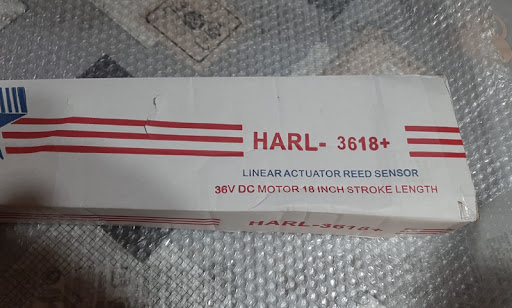 HARL- 3618+
LINEAR ACTUATOR REED SENSOR
36V DC MOTOR 18 INCH STROKE LENGTH
HARL-3618+